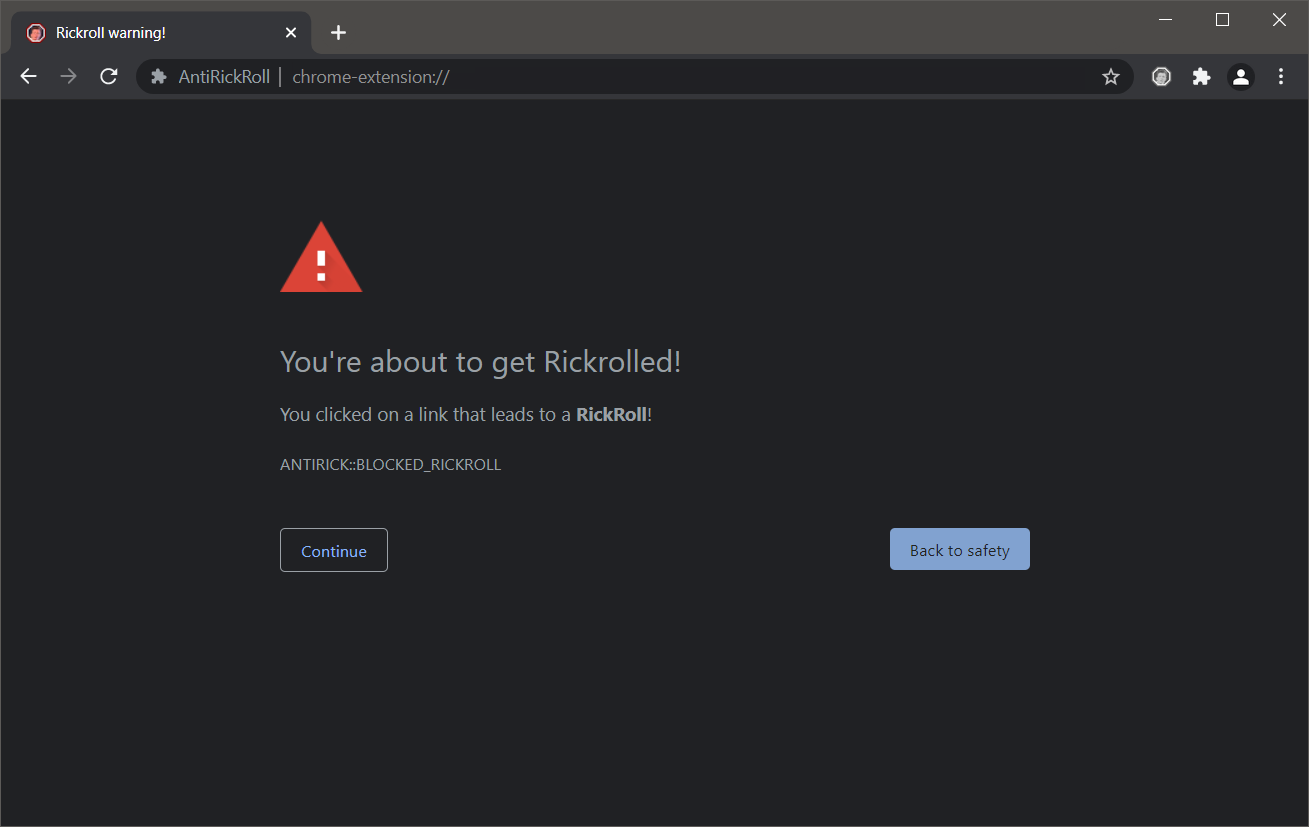 Rickroll warning!
AntiRickRoll | chrome-extension://
You're about to get Rickrolled!
You clicked on a link that leads to a RickRoll!
ANTIRICK::BLOCKED_RICKROLL
Continue
Back to safety